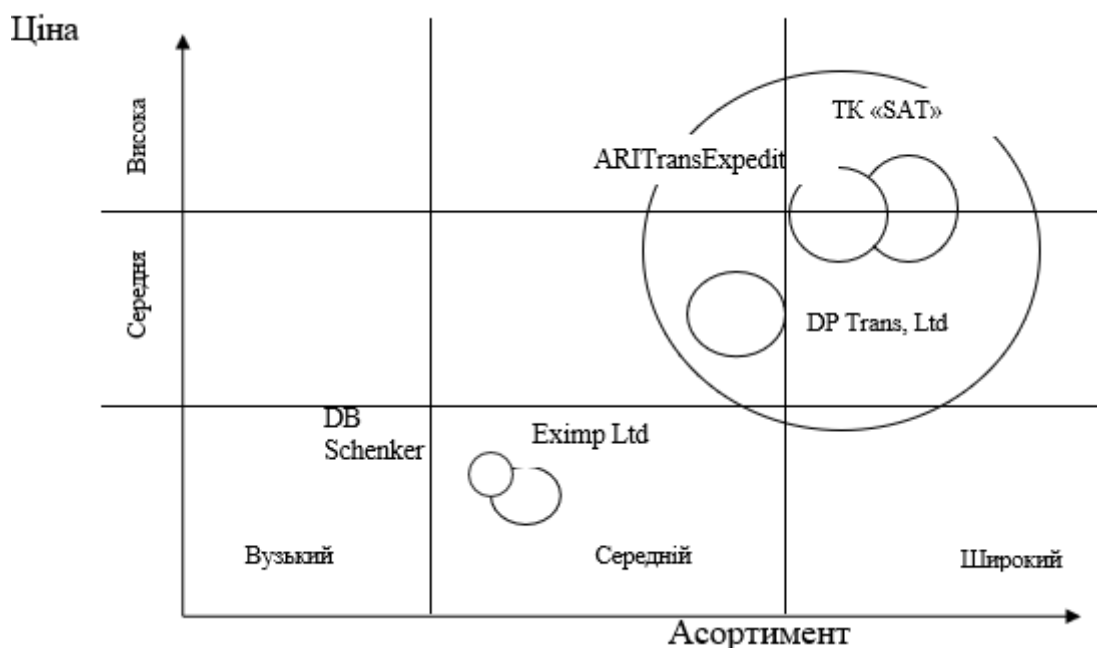 Ціна
Висока
ТК «SAT»
ARITransExpedit
Середня
DP Trans, Ltd
DB
Schenker
Eximp Ltd
Вузький
Середній
Широкий
Асортимент